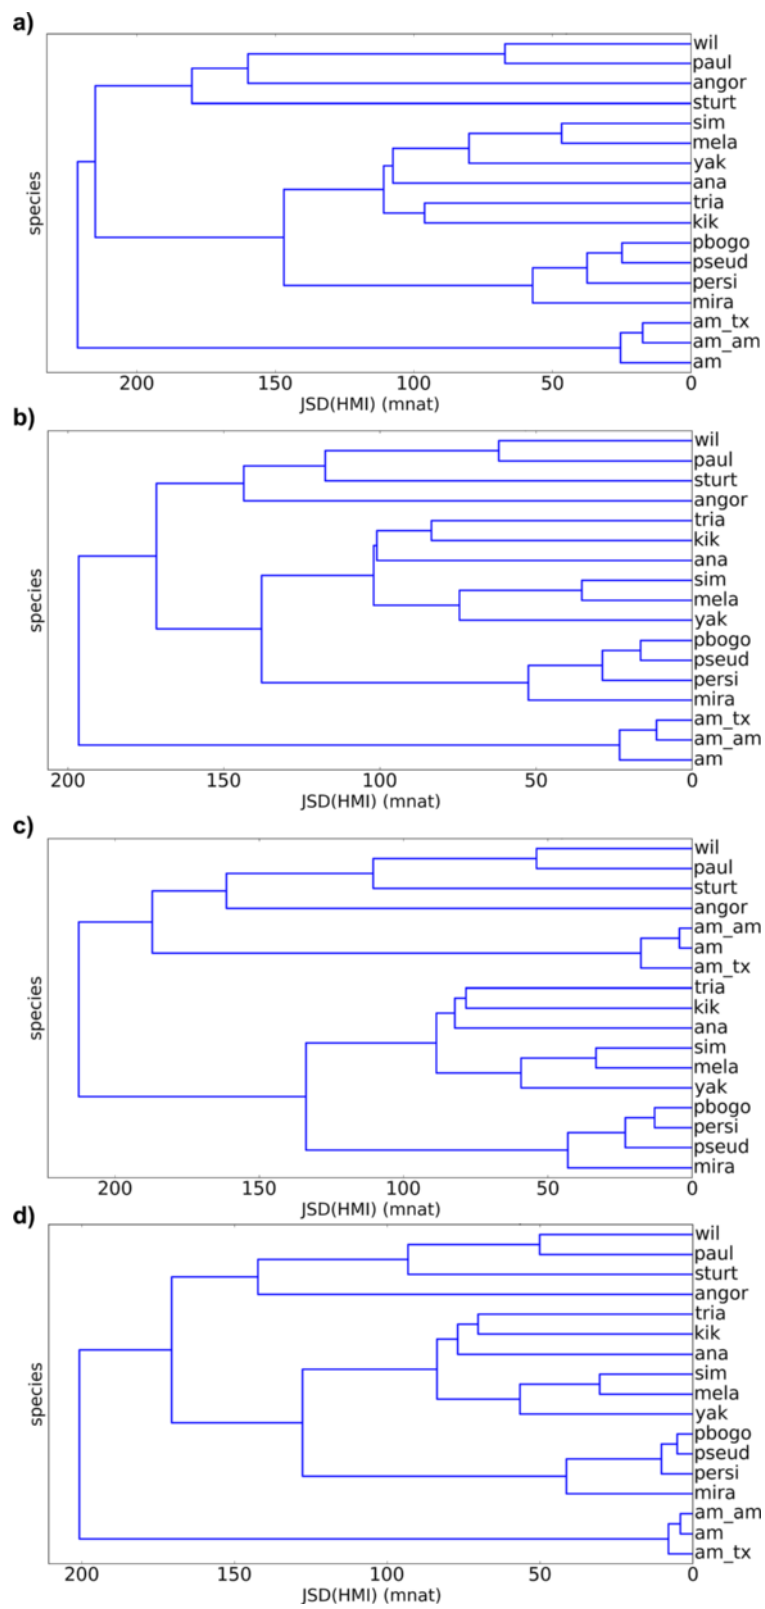 a)
wil
paul
angor
sturt
sim
mela
yak
ana
tria
kik
pbogo
pseud
persi
mira
am_tx
am_am
am
species
200 150 100 50 0
JSD(HMI) (mnat)
b)
wil
paul
sturt
angor
tria
kik
ana
sim
mela
yak
pbogo
pseud
persi
mira
am_tx
am_am
am
species
200 150 100 50 0
JSD(HMI) (mnat)
c)
wil
paul
sturt
angor
am_am
am
am_tx
tria
kik
ana
sim
mela
yak
pbogo
persi
pseud
mira
species
200 150 100 50 0
JSD(HMI) (mnat)
d)
wil
paul
sturt
angor
tria
kik
ana
sim
mela
yak
pbogo
pseud
persi
mira
am_am
am
am_tx
species
200 150 100 50 0
JSD(HMI) (mnat)